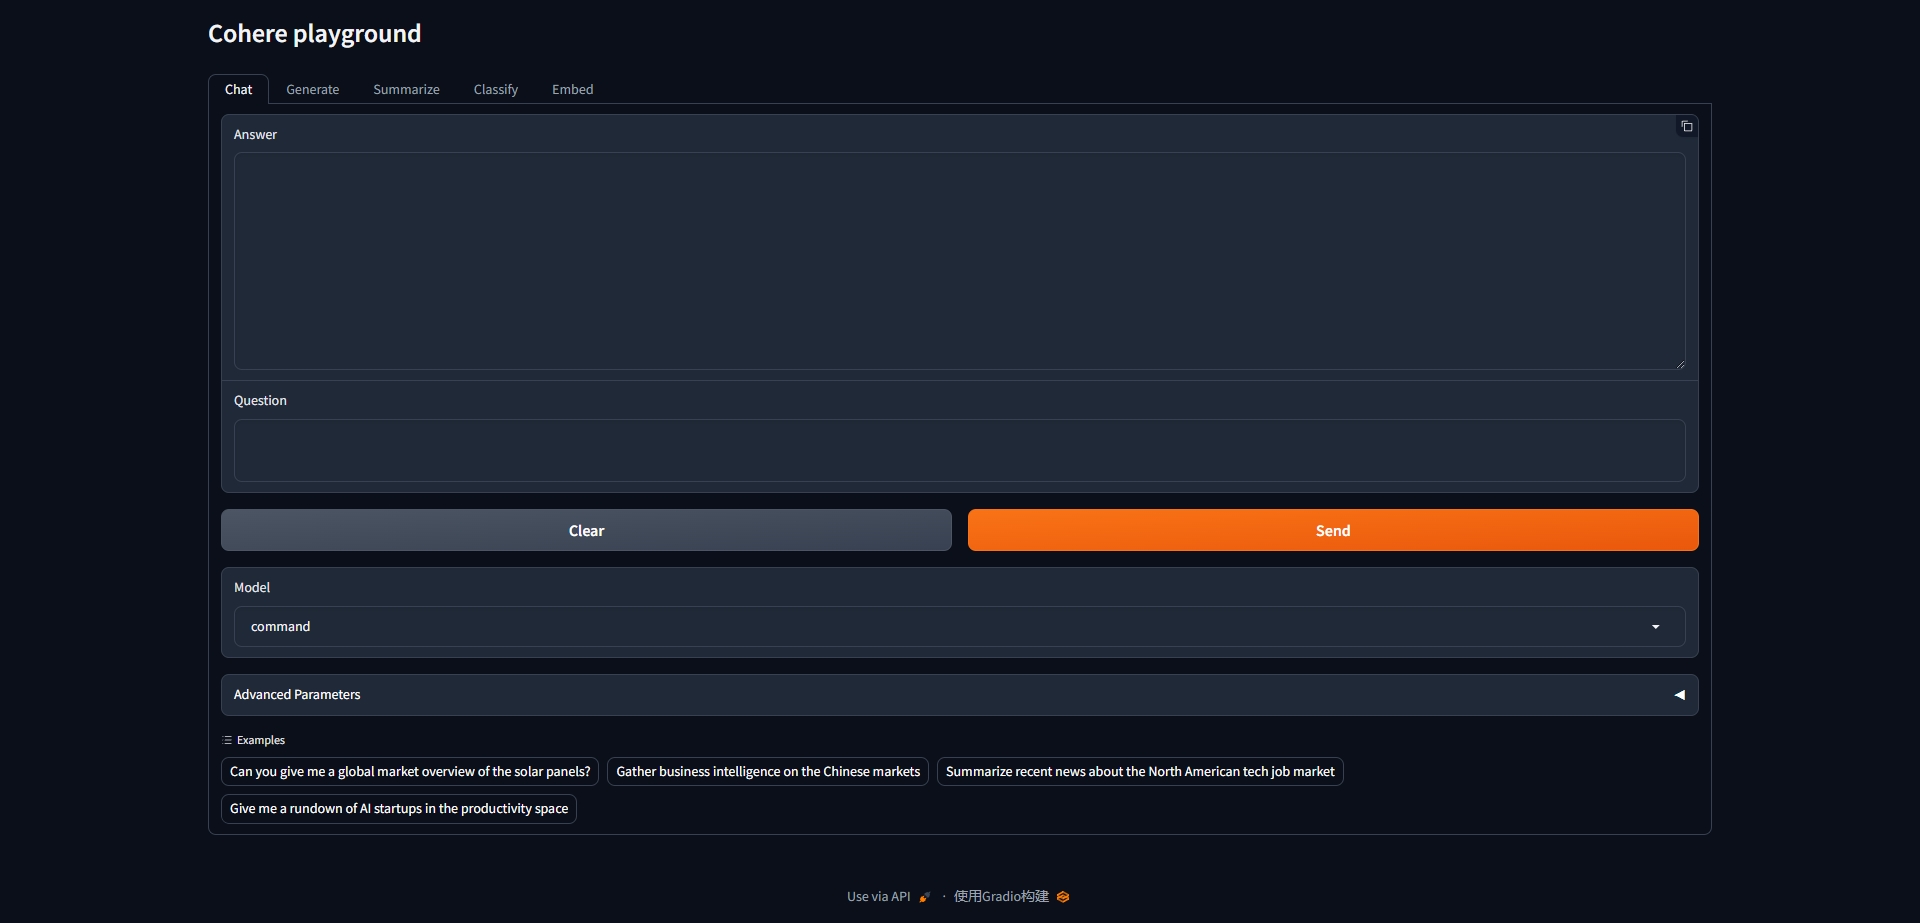 Cohere playground
Chat Generate Summarize Classify Embed
Answer
Question
Clear Send
Model
command
Advanced Parameters
Examples
Can you give me a global market overview of the solar panels? Gather business intelligence on the Chinese markets Summarize recent news about the North American tech job market
Give me a rundown of AI startups in the productivity space
Use via API · 使用Gradio构建